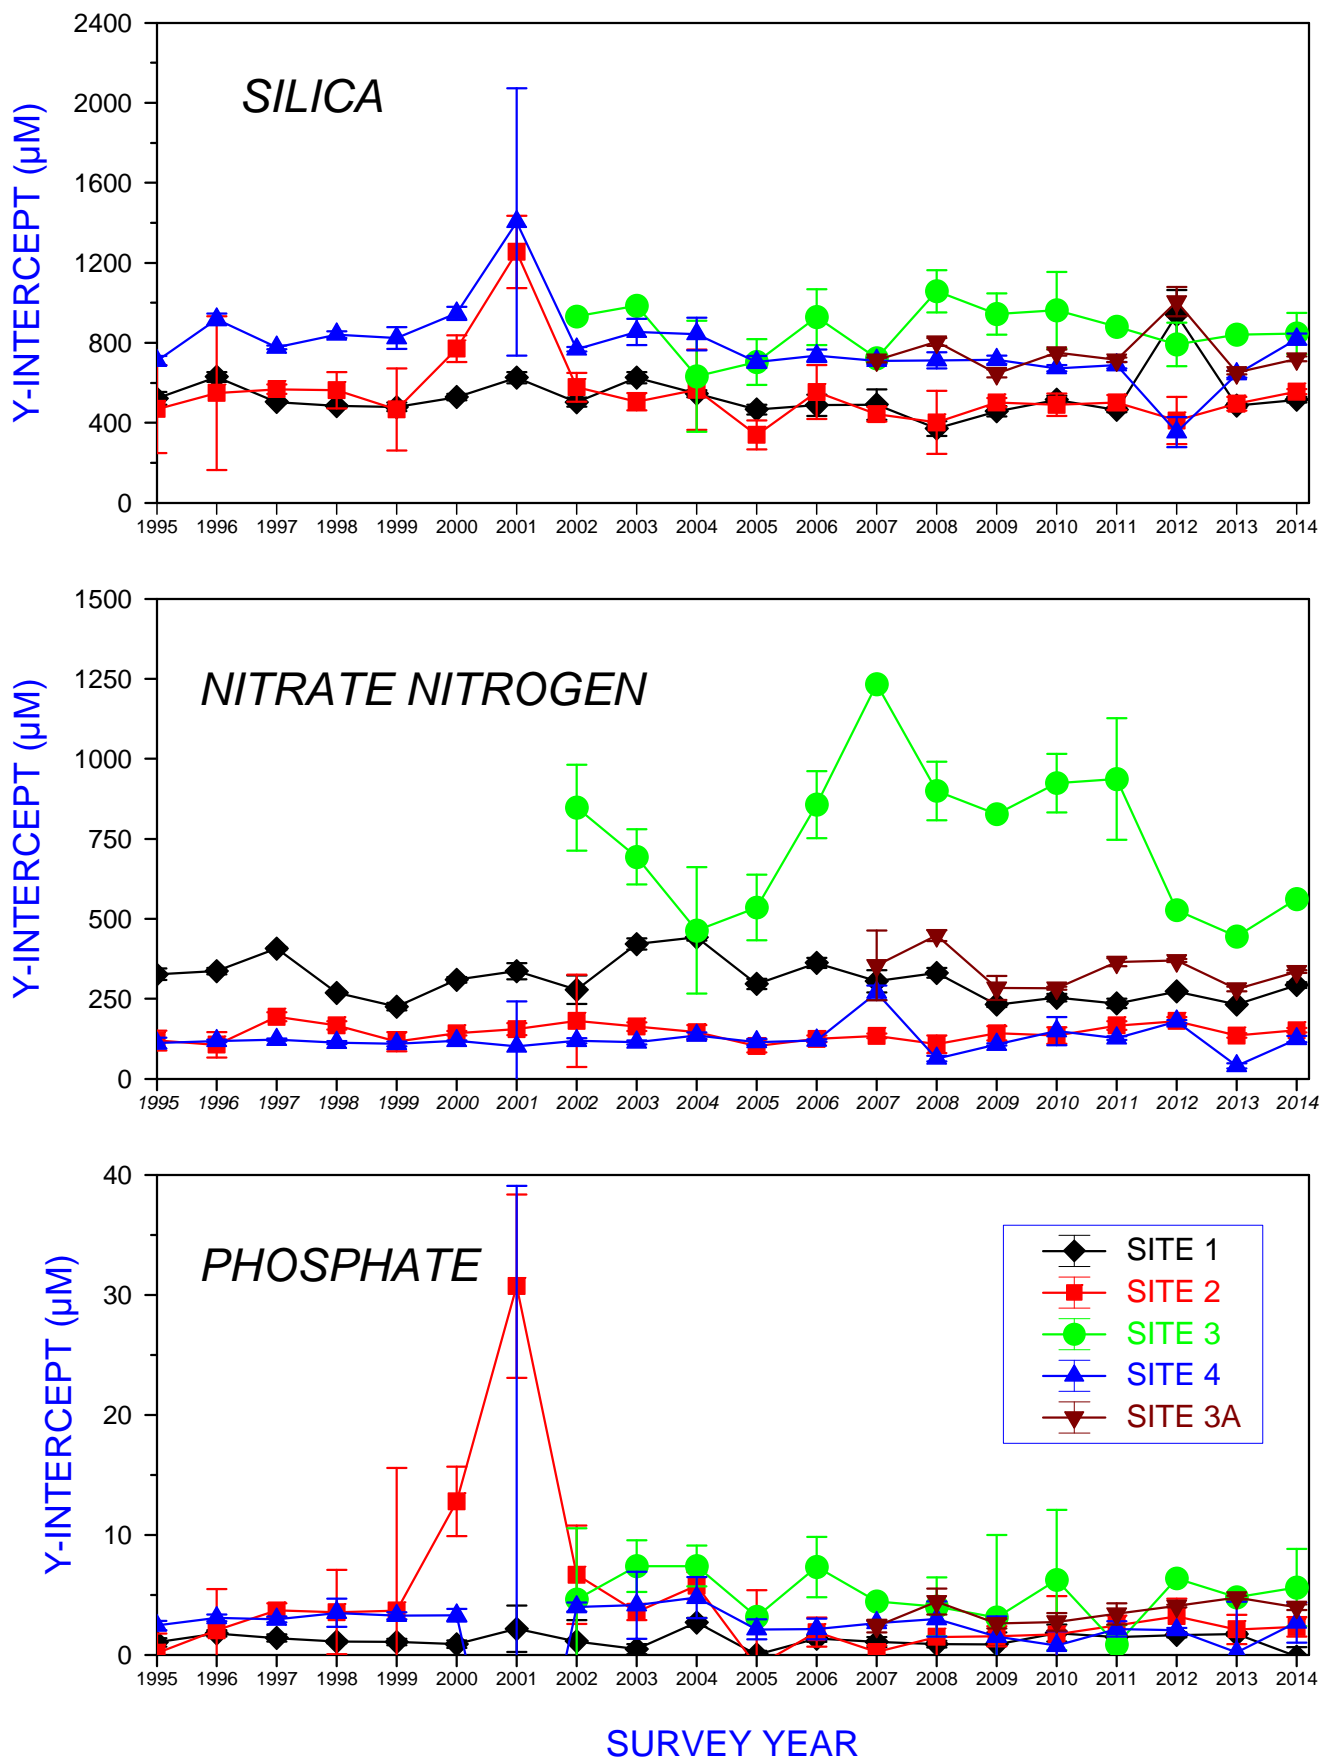 SILICA
Y-INTERCEPT (µM)
2400
2000
1600
1200
800
400
0
1995 1996 1997 1998 1999 2000 2001 2002 2003 2004 2005 2006 2007 2008 2009 2010 2011 2012 2013 2014
NITRATE NITROGEN
Y-INTERCEPT (µM)
1500
1250
1000
750
500
250
0
1995 1996 1997 1998 1999 2000 2001 2002 2003 2004 2005 2006 2007 2008 2009 2010 2011 2012 2013 2014
PHOSPHATE
Y-INTERCEPT (µM)
40
30
20
10
0
SITE 1
SITE 2
SITE 3
SITE 4
SITE 3A
1995 1996 1997 1998 1999 2000 2001 2002 2003 2004 2005 2006 2007 2008 2009 2010 2011 2012 2013 2014
SURVEY YEAR